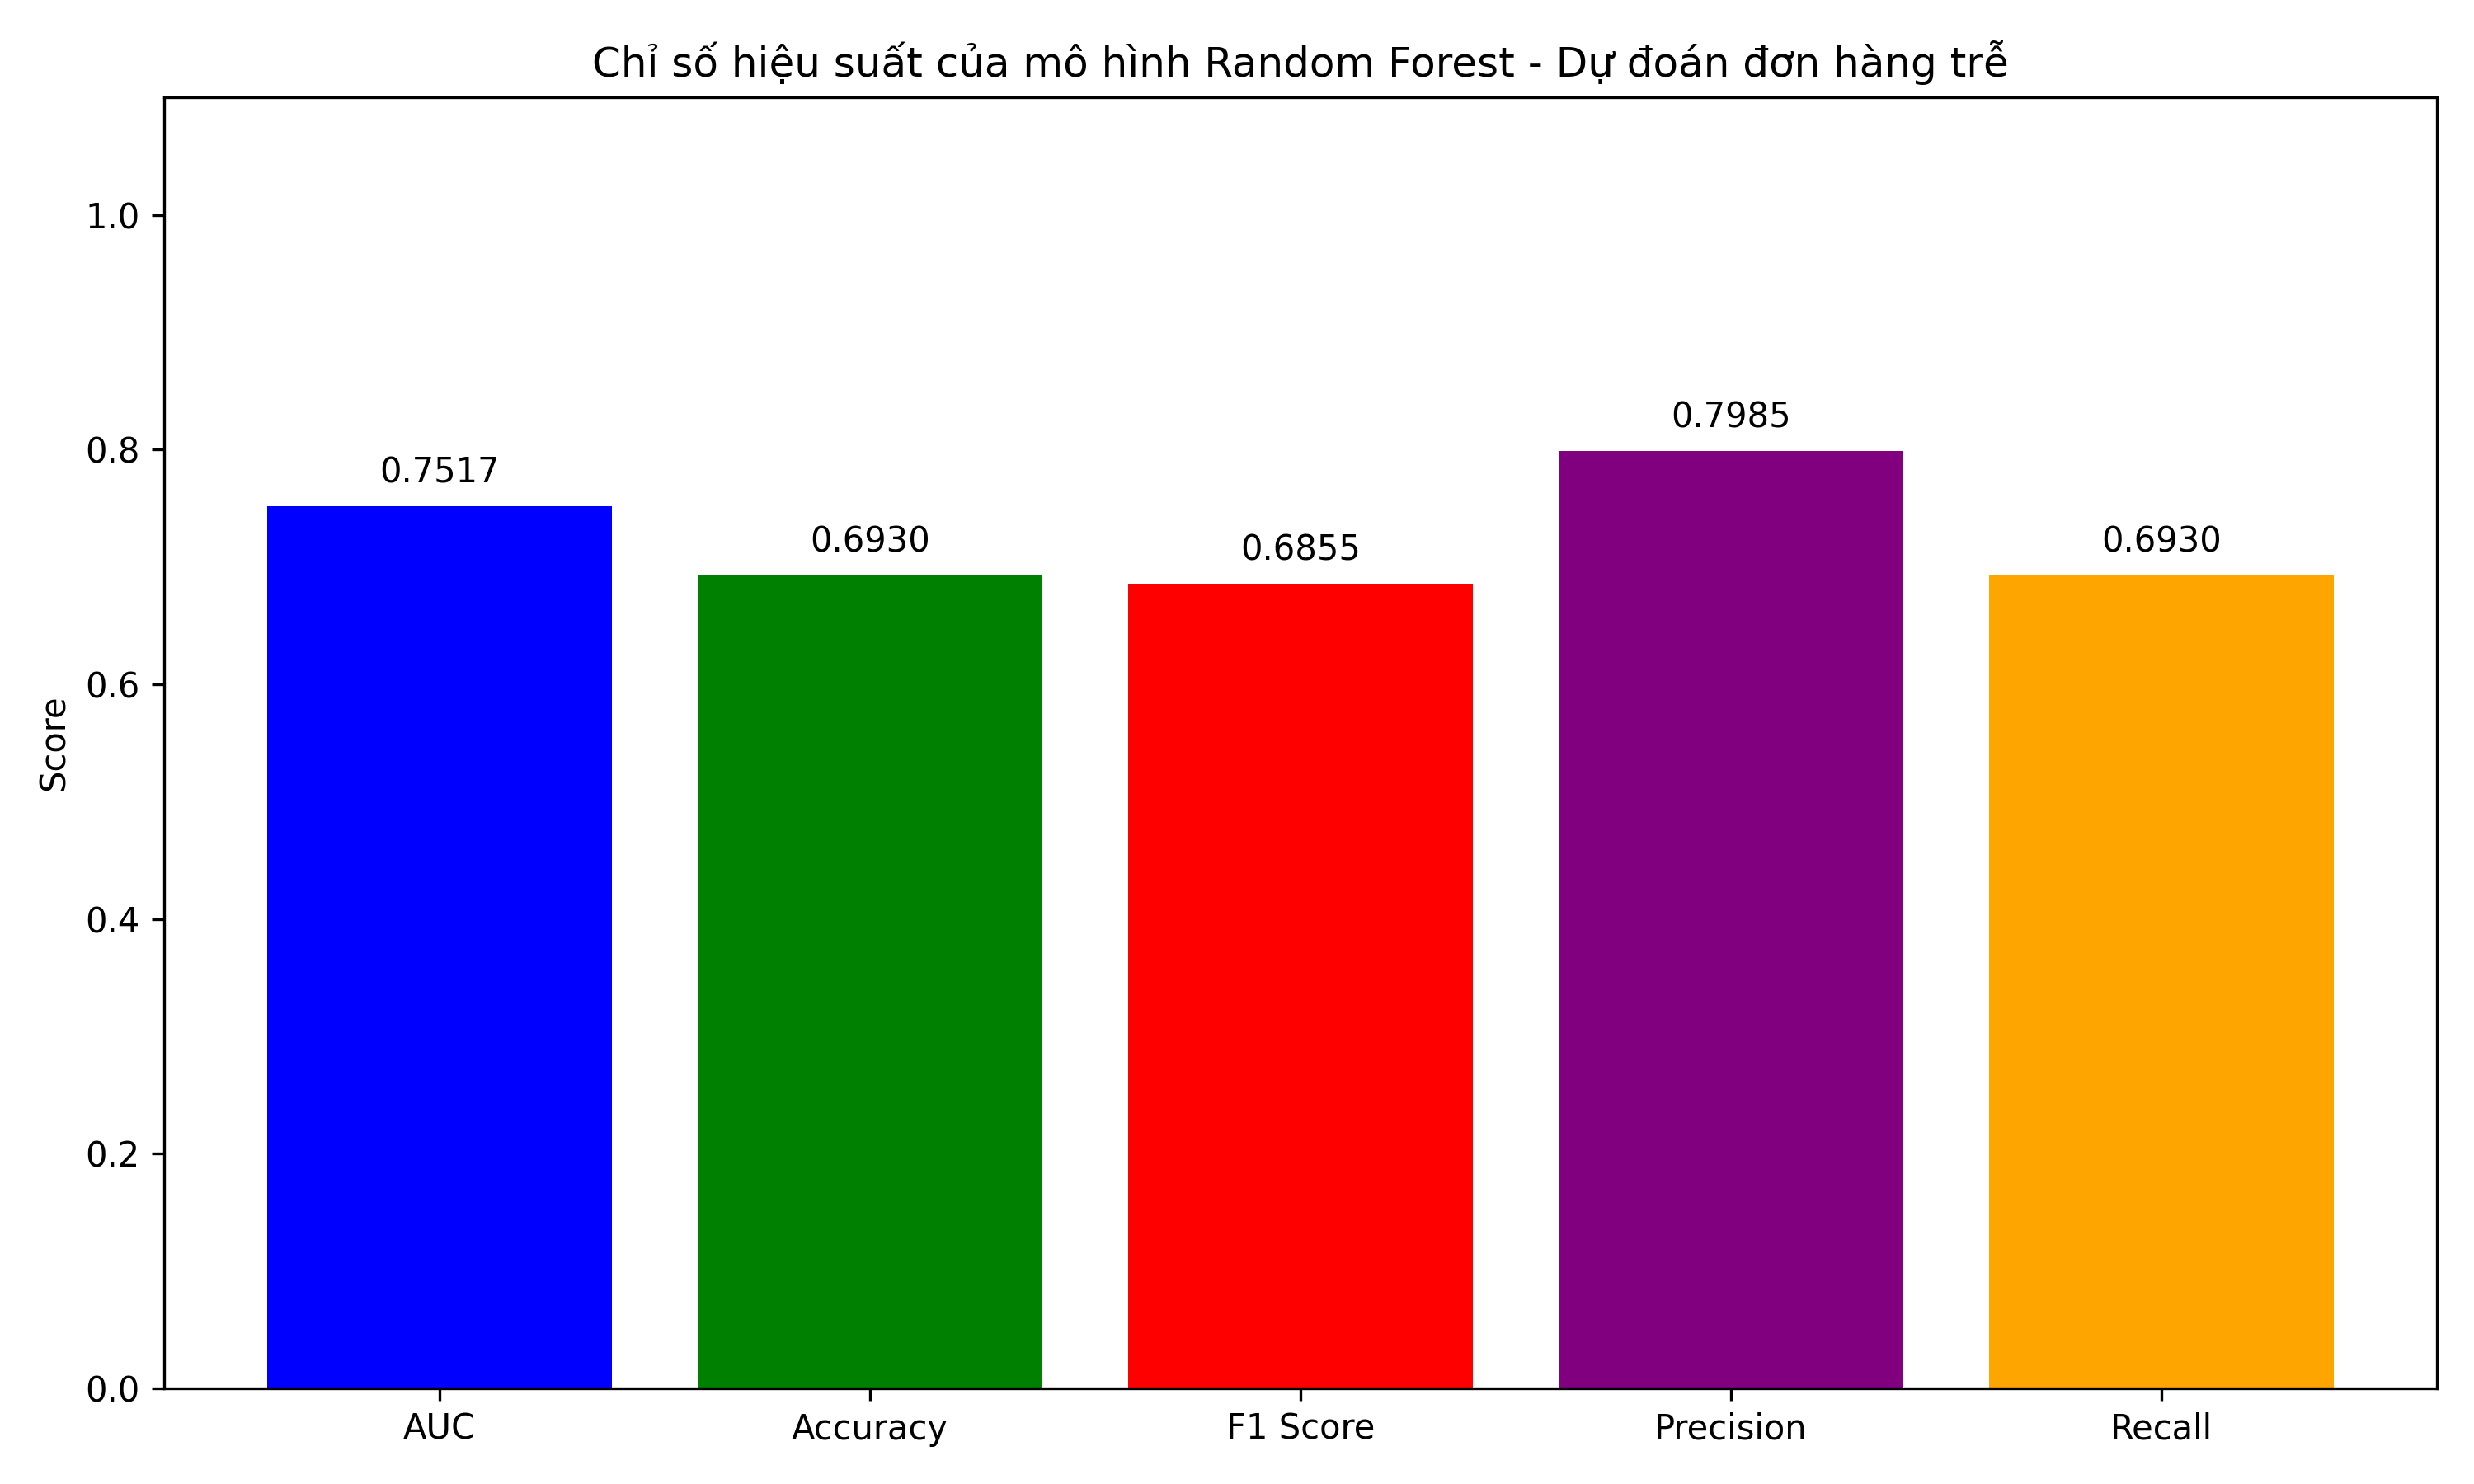 Chỉ số hiệu suất của mô hình Random Forest - Dự đoán đơn hàng trễ
Score
1.0
0.8
0.6
0.4
0.2
0.0
0.7517
0.6930
0.6855
0.7985
0.6930
AUC
Accuracy
F1 Score
Precision
Recall